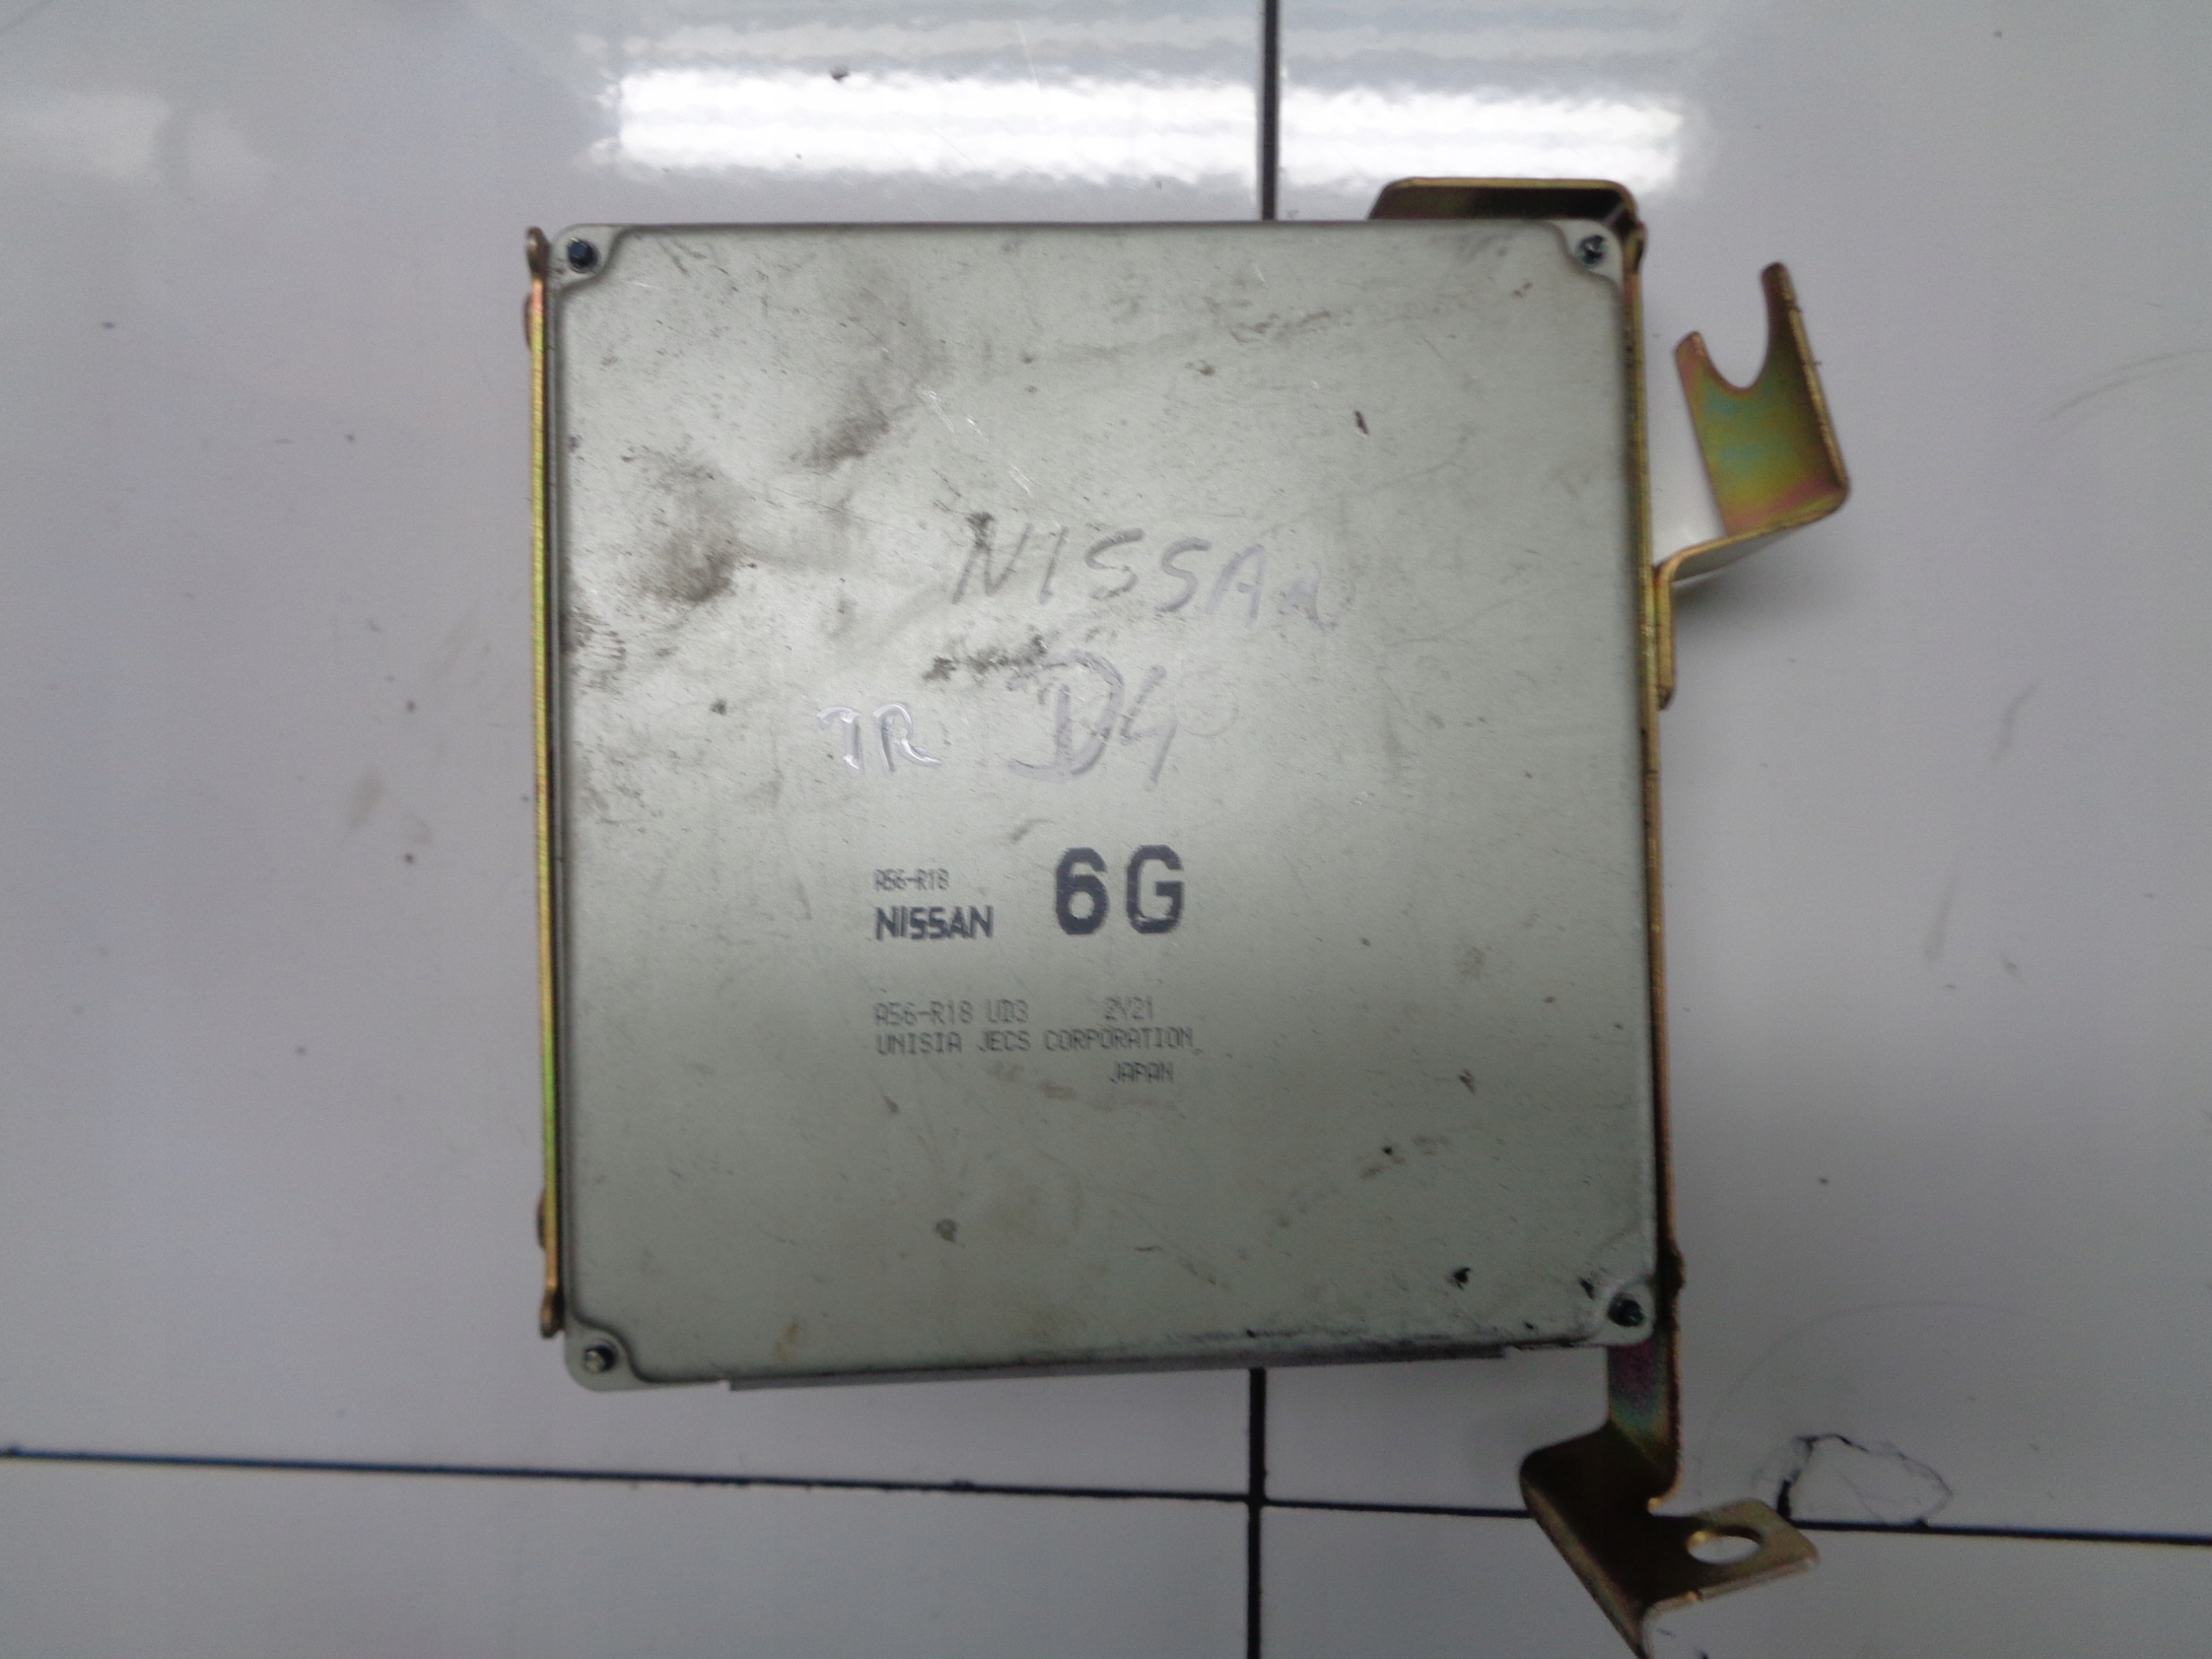 NISSAN
TR D4
A56-R18
NISSAN 6G
A56-R18 UD3 2Y21
UNISIA JECS CORPORATION
JAPAN